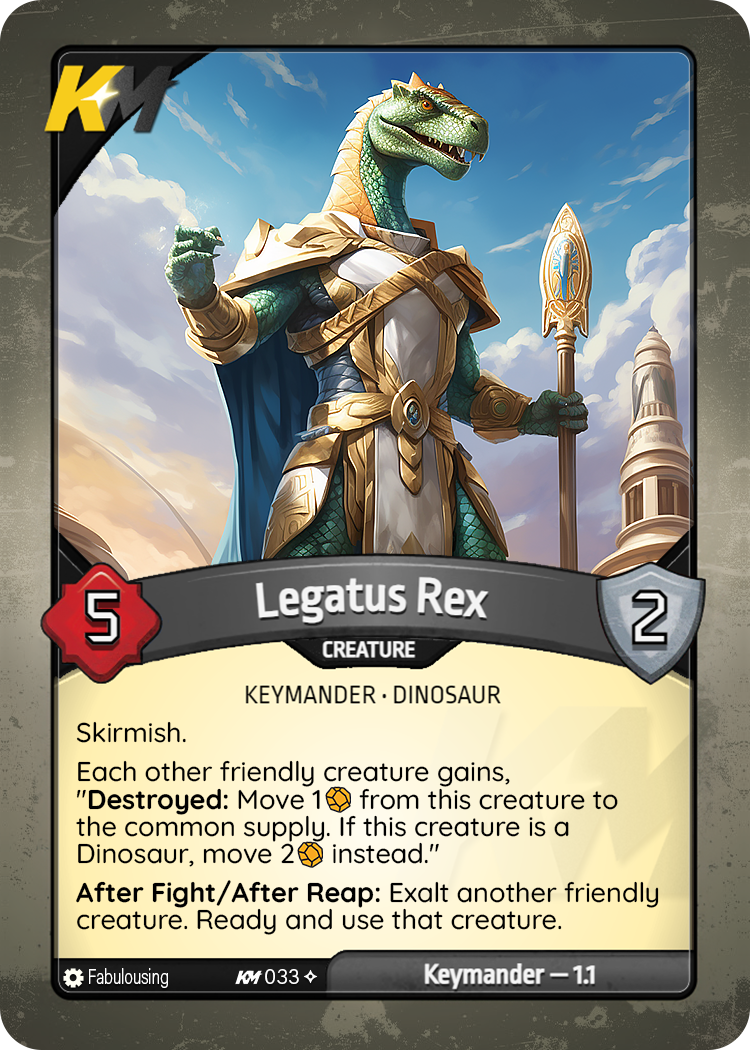 KM
5
Legatus Rex
2
CREATURE
KEYMANDER • DINOSAUR
Skirmish.
Each other friendly creature gains,
"Destroyed: Move 1 from this creature to
the common supply. If this creature is a
Dinosaur, move 2 instead."
After Fight/After Reap: Exalt another friendly
creature. Ready and use that creature.
Fabulousing
KM 033
Keymander – 1.1